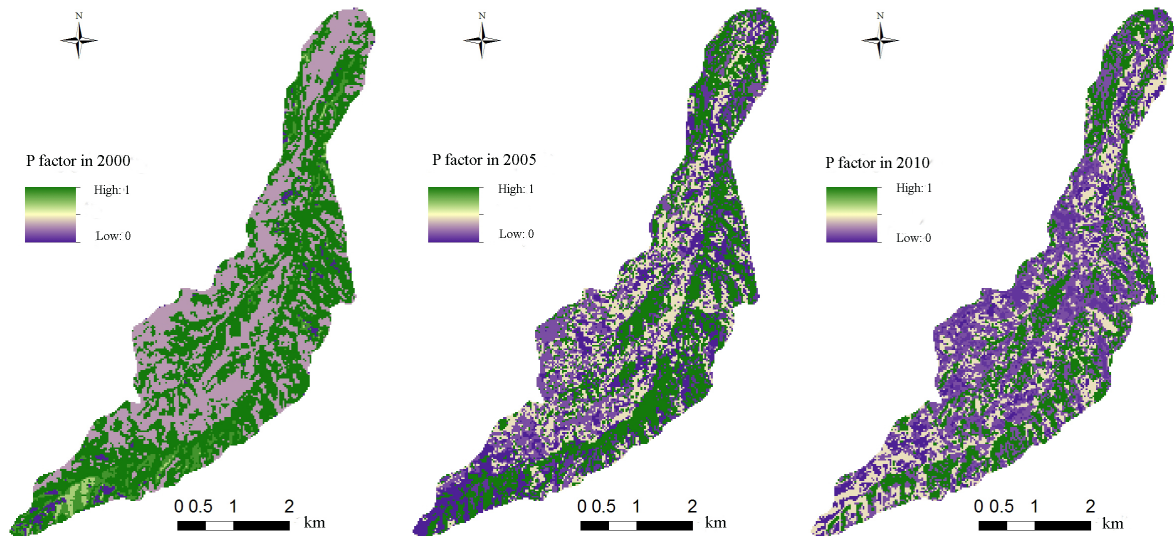 N
P factor in 2000
High: 1
Low: 0
0 0.5 1 2
km
N
P factor in 2005
High: 1
Low: 0
0 0.5 1 2
km
N
P factor in 2010
High: 1
Low: 0
0 0.5 1 2
km